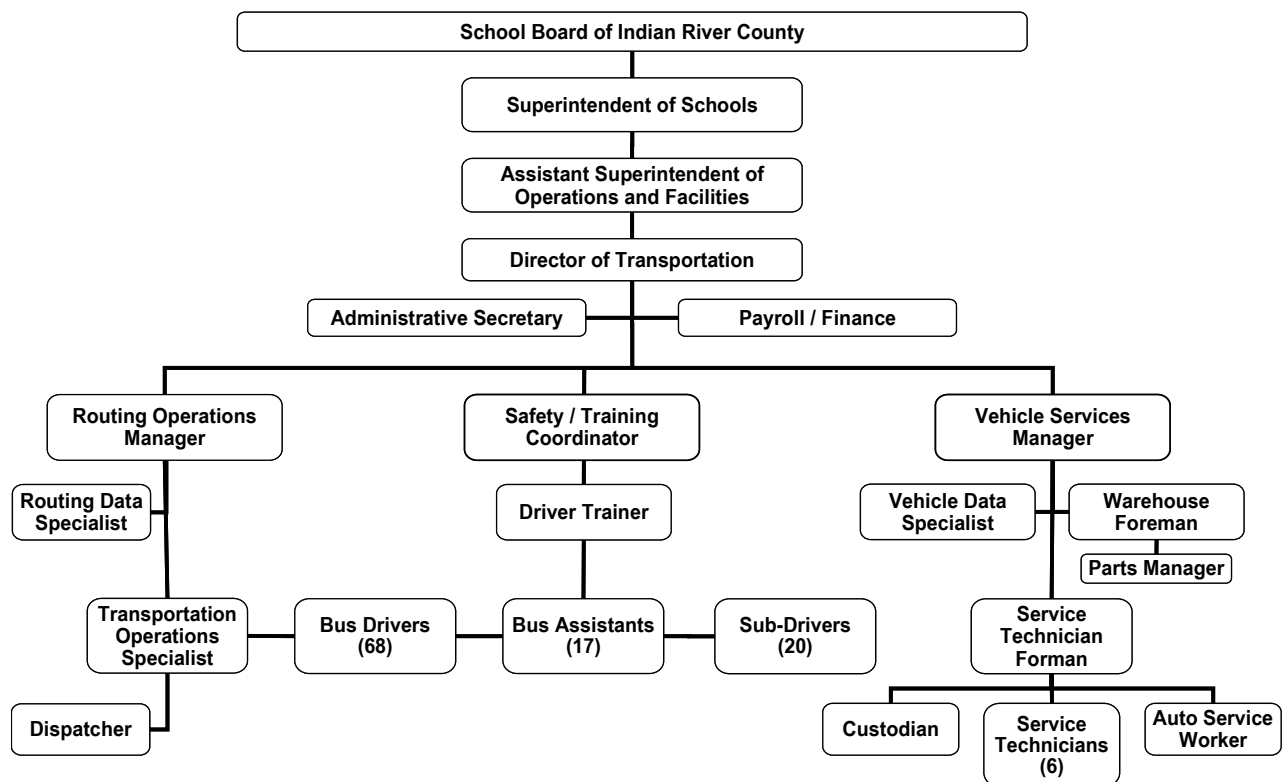 School Board of Indian River County
Superintendent of Schools
Assistant Superintendent of
Operations and Facilities
Director of Transportation
Administrative Secretary
Payroll / Finance
Routing Operations
Manager
Safety / Training
Coordinator
Vehicle Services
Manager
Routing Data
Specialist
Driver Trainer
Vehicle Data
Specialist
Warehouse
Foreman
Parts Manager
Transportation
Operations
Specialist
Bus Drivers
(68)
Bus Assistants
(17)
Sub-Drivers
(20)
Service
Technician
Forman
Dispatcher
Custodian
Service
Technicians
(6)
Auto Service
Worker